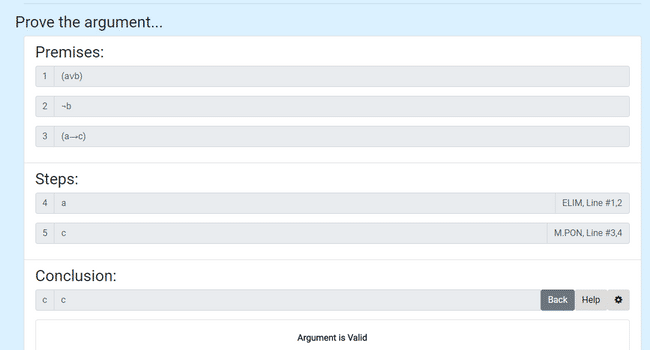 Prove the argument...
Premises:
1 (a∨b)
2 ¬b
3 (a→c)
Steps:
4 a ELIM, Line #1,2
5 c M.PON, Line #3,4
Conclusion:
c c Back Help
Argument is Valid